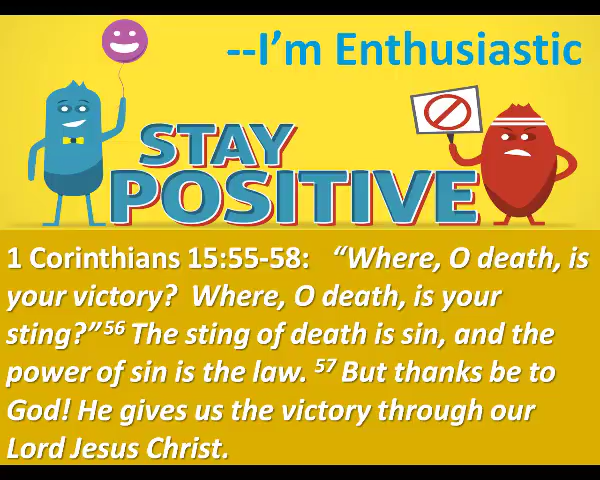 --I’m Enthusiastic
STAY
POSITIVE
1 Corinthians 15:55-58:   “Where, O death, is
your victory?  Where, O death, is your
sting?”⁵⁶ The sting of death is sin, and the
power of sin is the law. ⁵⁷ But thanks be to
God! He gives us the victory through our
Lord Jesus Christ.